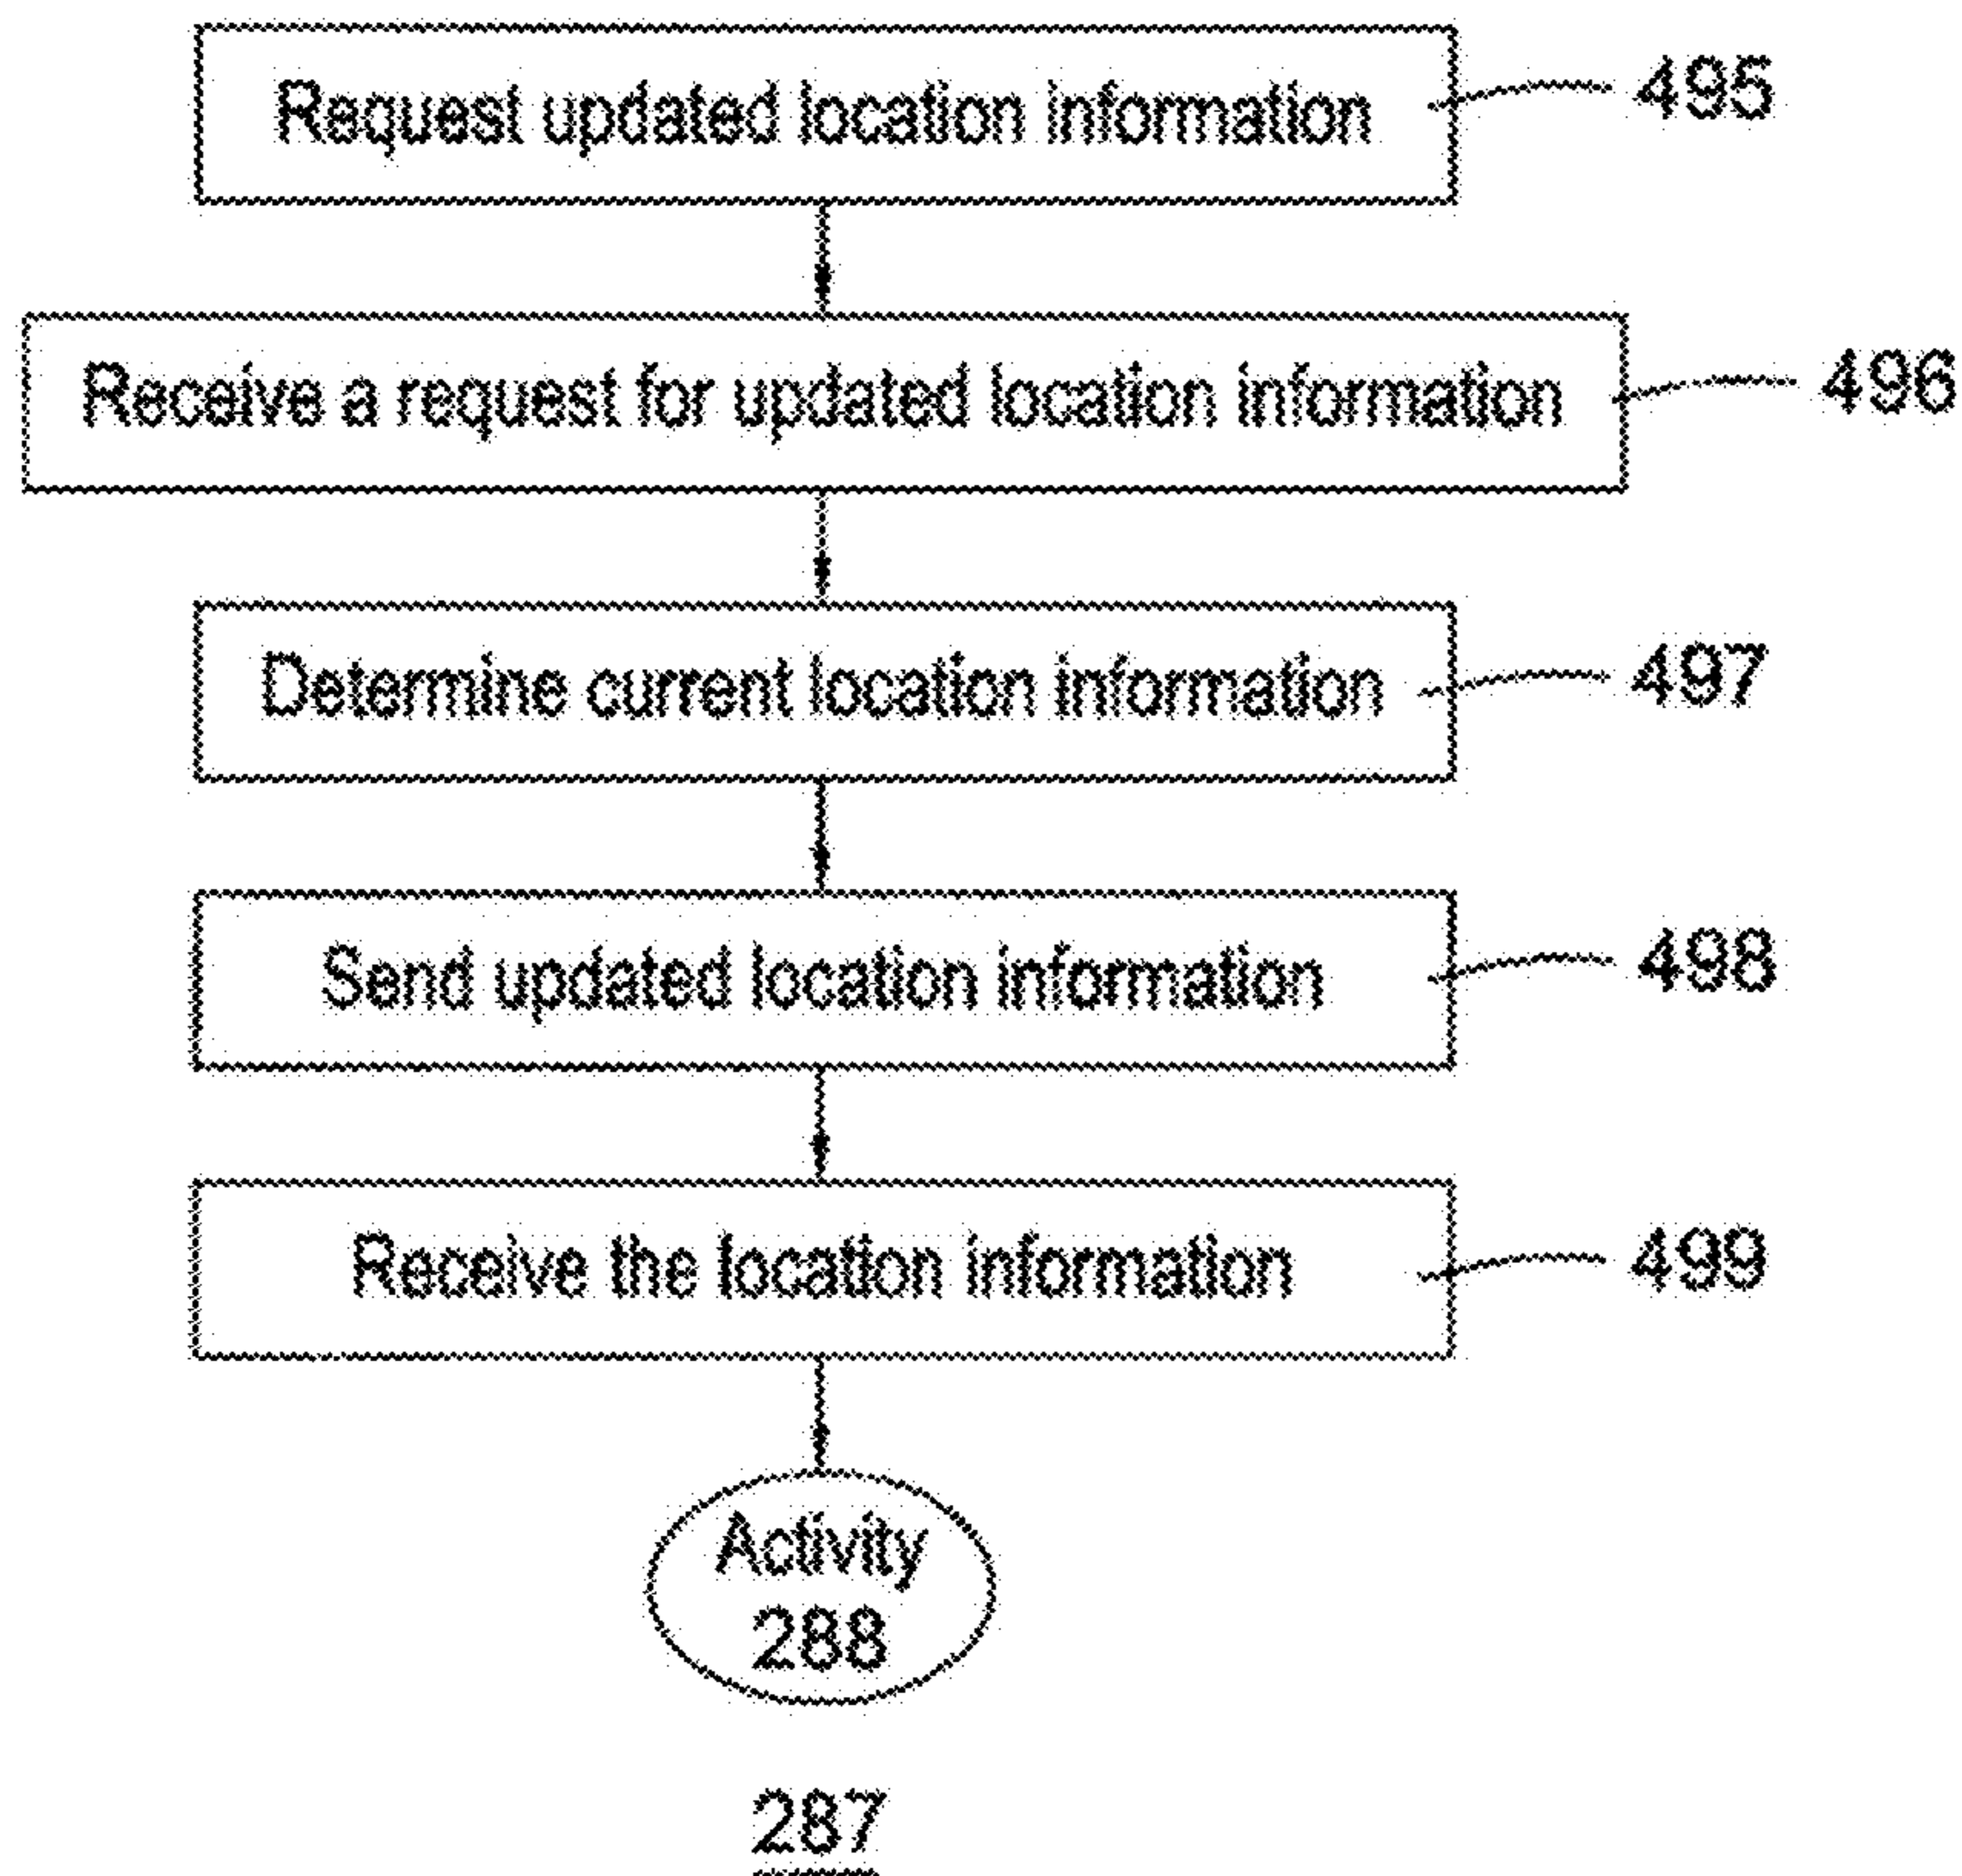 Request updated location information
495
Receive a request for updated location information
496
Determine current location information
497
Send updated location information
498
Receive the location information
499
Activity
288
287